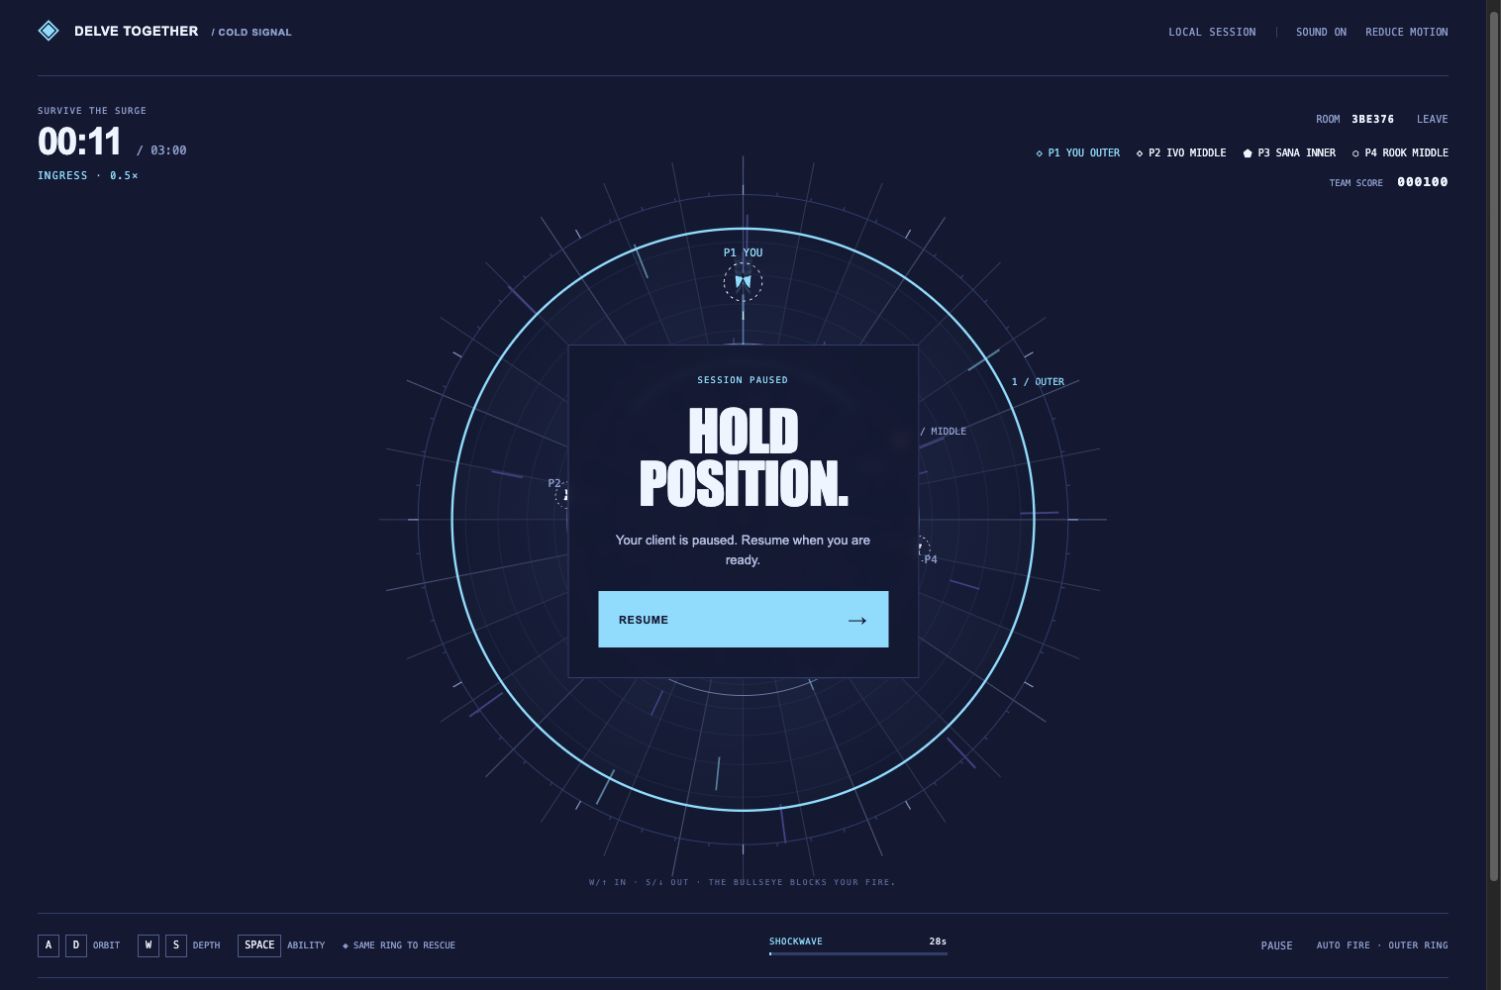 DELVE TOGETHER / COLD SIGNAL
LOCAL SESSION | SOUND ON REDUCE MOTION
SURVIVE THE SURGE
00:11 / 03:00
INGRESS · 0.5×
ROOM 3BE376 LEAVE
◇ P1 YOU OUTER ◇ P2 IVO MIDDLE ⬟ P3 SANA INNER ○ P4 ROOK MIDDLE
TEAM SCORE 000100
P1 YOU
1 / OUTER
/ MIDDLE
P2
P4
SESSION PAUSED
HOLD
POSITION.
Your client is paused. Resume when you are
ready.
RESUME →
W/↑ IN · S/↓ OUT · THE BULLSEYE BLOCKS YOUR FIRE.
A D ORBIT W S DEPTH SPACE ABILITY ◈ SAME RING TO RESCUE
SHOCKWAVE 28s
PAUSE AUTO FIRE · OUTER RING